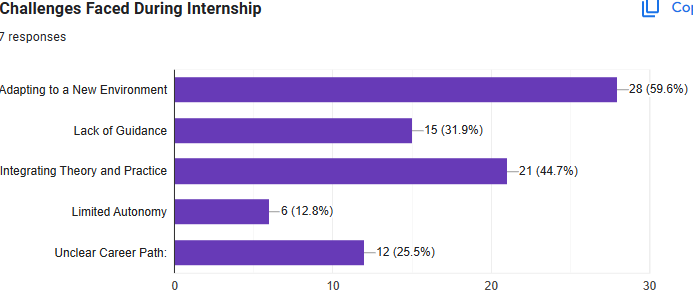 Challenges Faced During Internship
Cop
7 responses
Adapting to a New Environment
28 (59.6%)
Lack of Guidance
15 (31.9%)
Integrating Theory and Practice
21 (44.7%)
Limited Autonomy
6 (12.8%)
Unclear Career Path:
12 (25.5%)
0 10 20 30